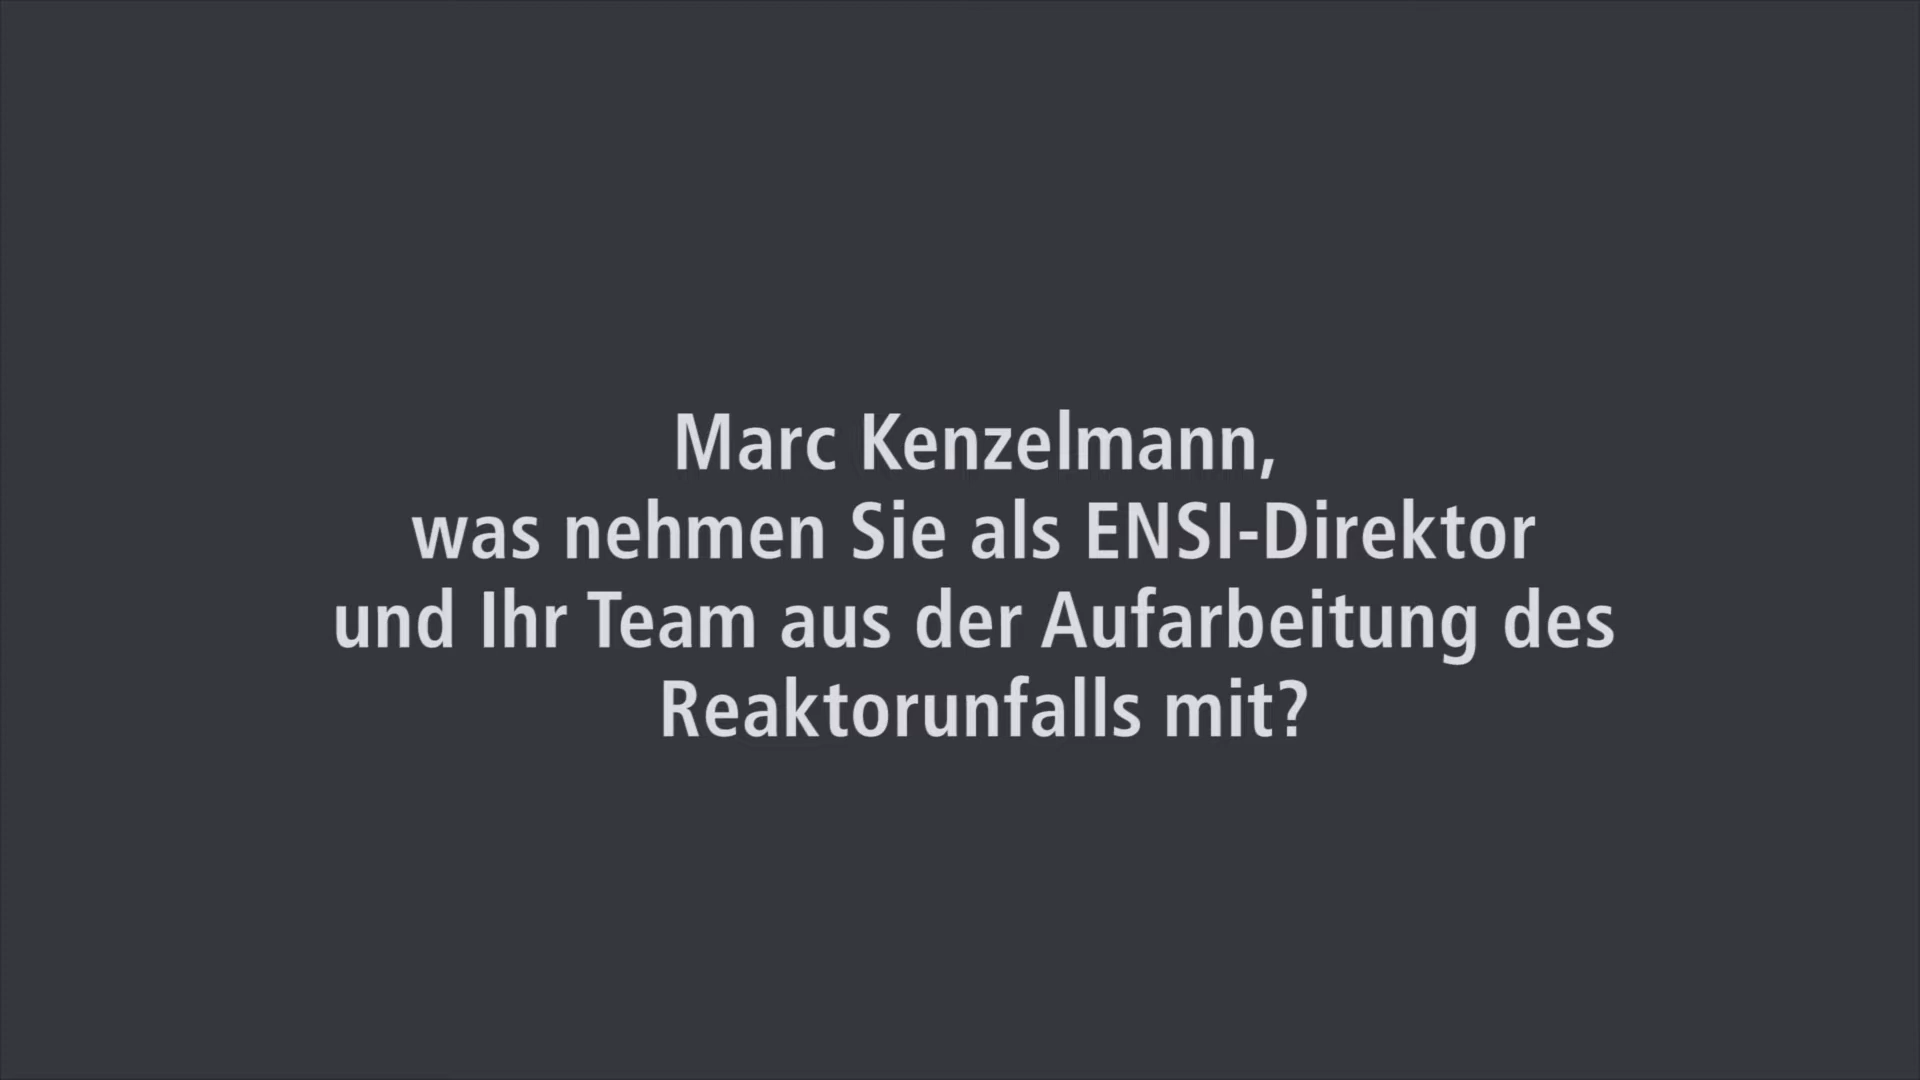 Marc Kenzelmann,
was nehmen Sie als ENSI-Direktor
und Ihr Team aus der Aufarbeitung des
Reaktorunfalls mit?